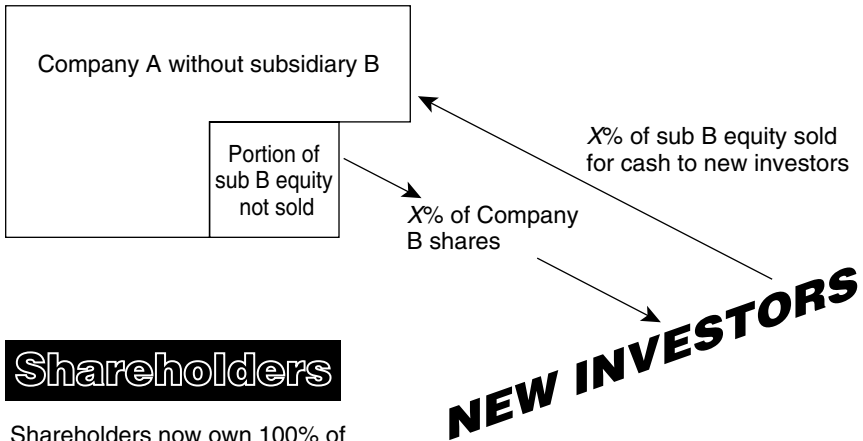 Company A without subsidiary B
Portion of
sub B equity
not sold
X% of sub B equity sold
for cash to new investors
X% of Company
B shares
NEW INVESTORS
Shareholders
Shareholders now own 100% of